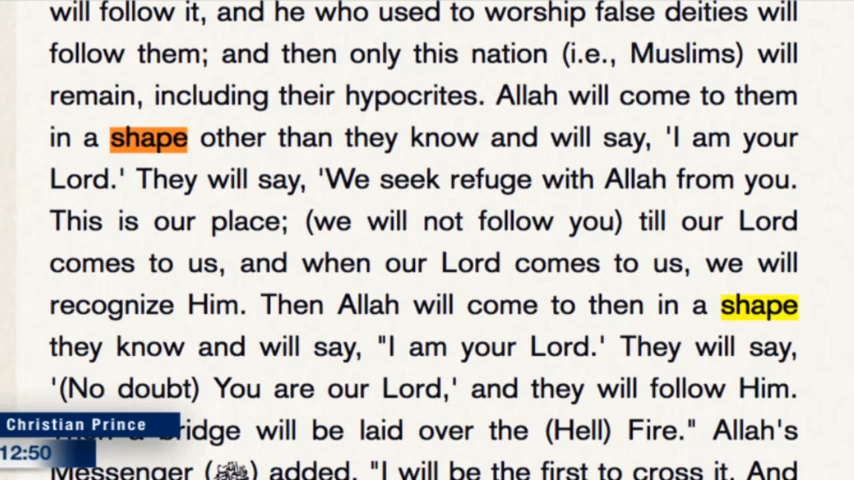 will follow it, and he who used to worship false deities will
follow them; and then only this nation (i.e., Muslims) will
remain, including their hypocrites. Allah will come to them
in a shape other than they know and will say, 'I am your
Lord.' They will say, 'We seek refuge with Allah from you.
This is our place; (we will not follow you) till our Lord
comes to us, and when our Lord comes to us, we will
recognize Him. Then Allah will come to then in a shape
they know and will say, "I am your Lord.' They will say,
'(No doubt) You are our Lord,' and they will follow Him.
Then a bridge will be laid over the (Hell) Fire." Allah's
Messenger (ﷺ) added, "I will be the first to cross it. And
Christian Prince
12:50